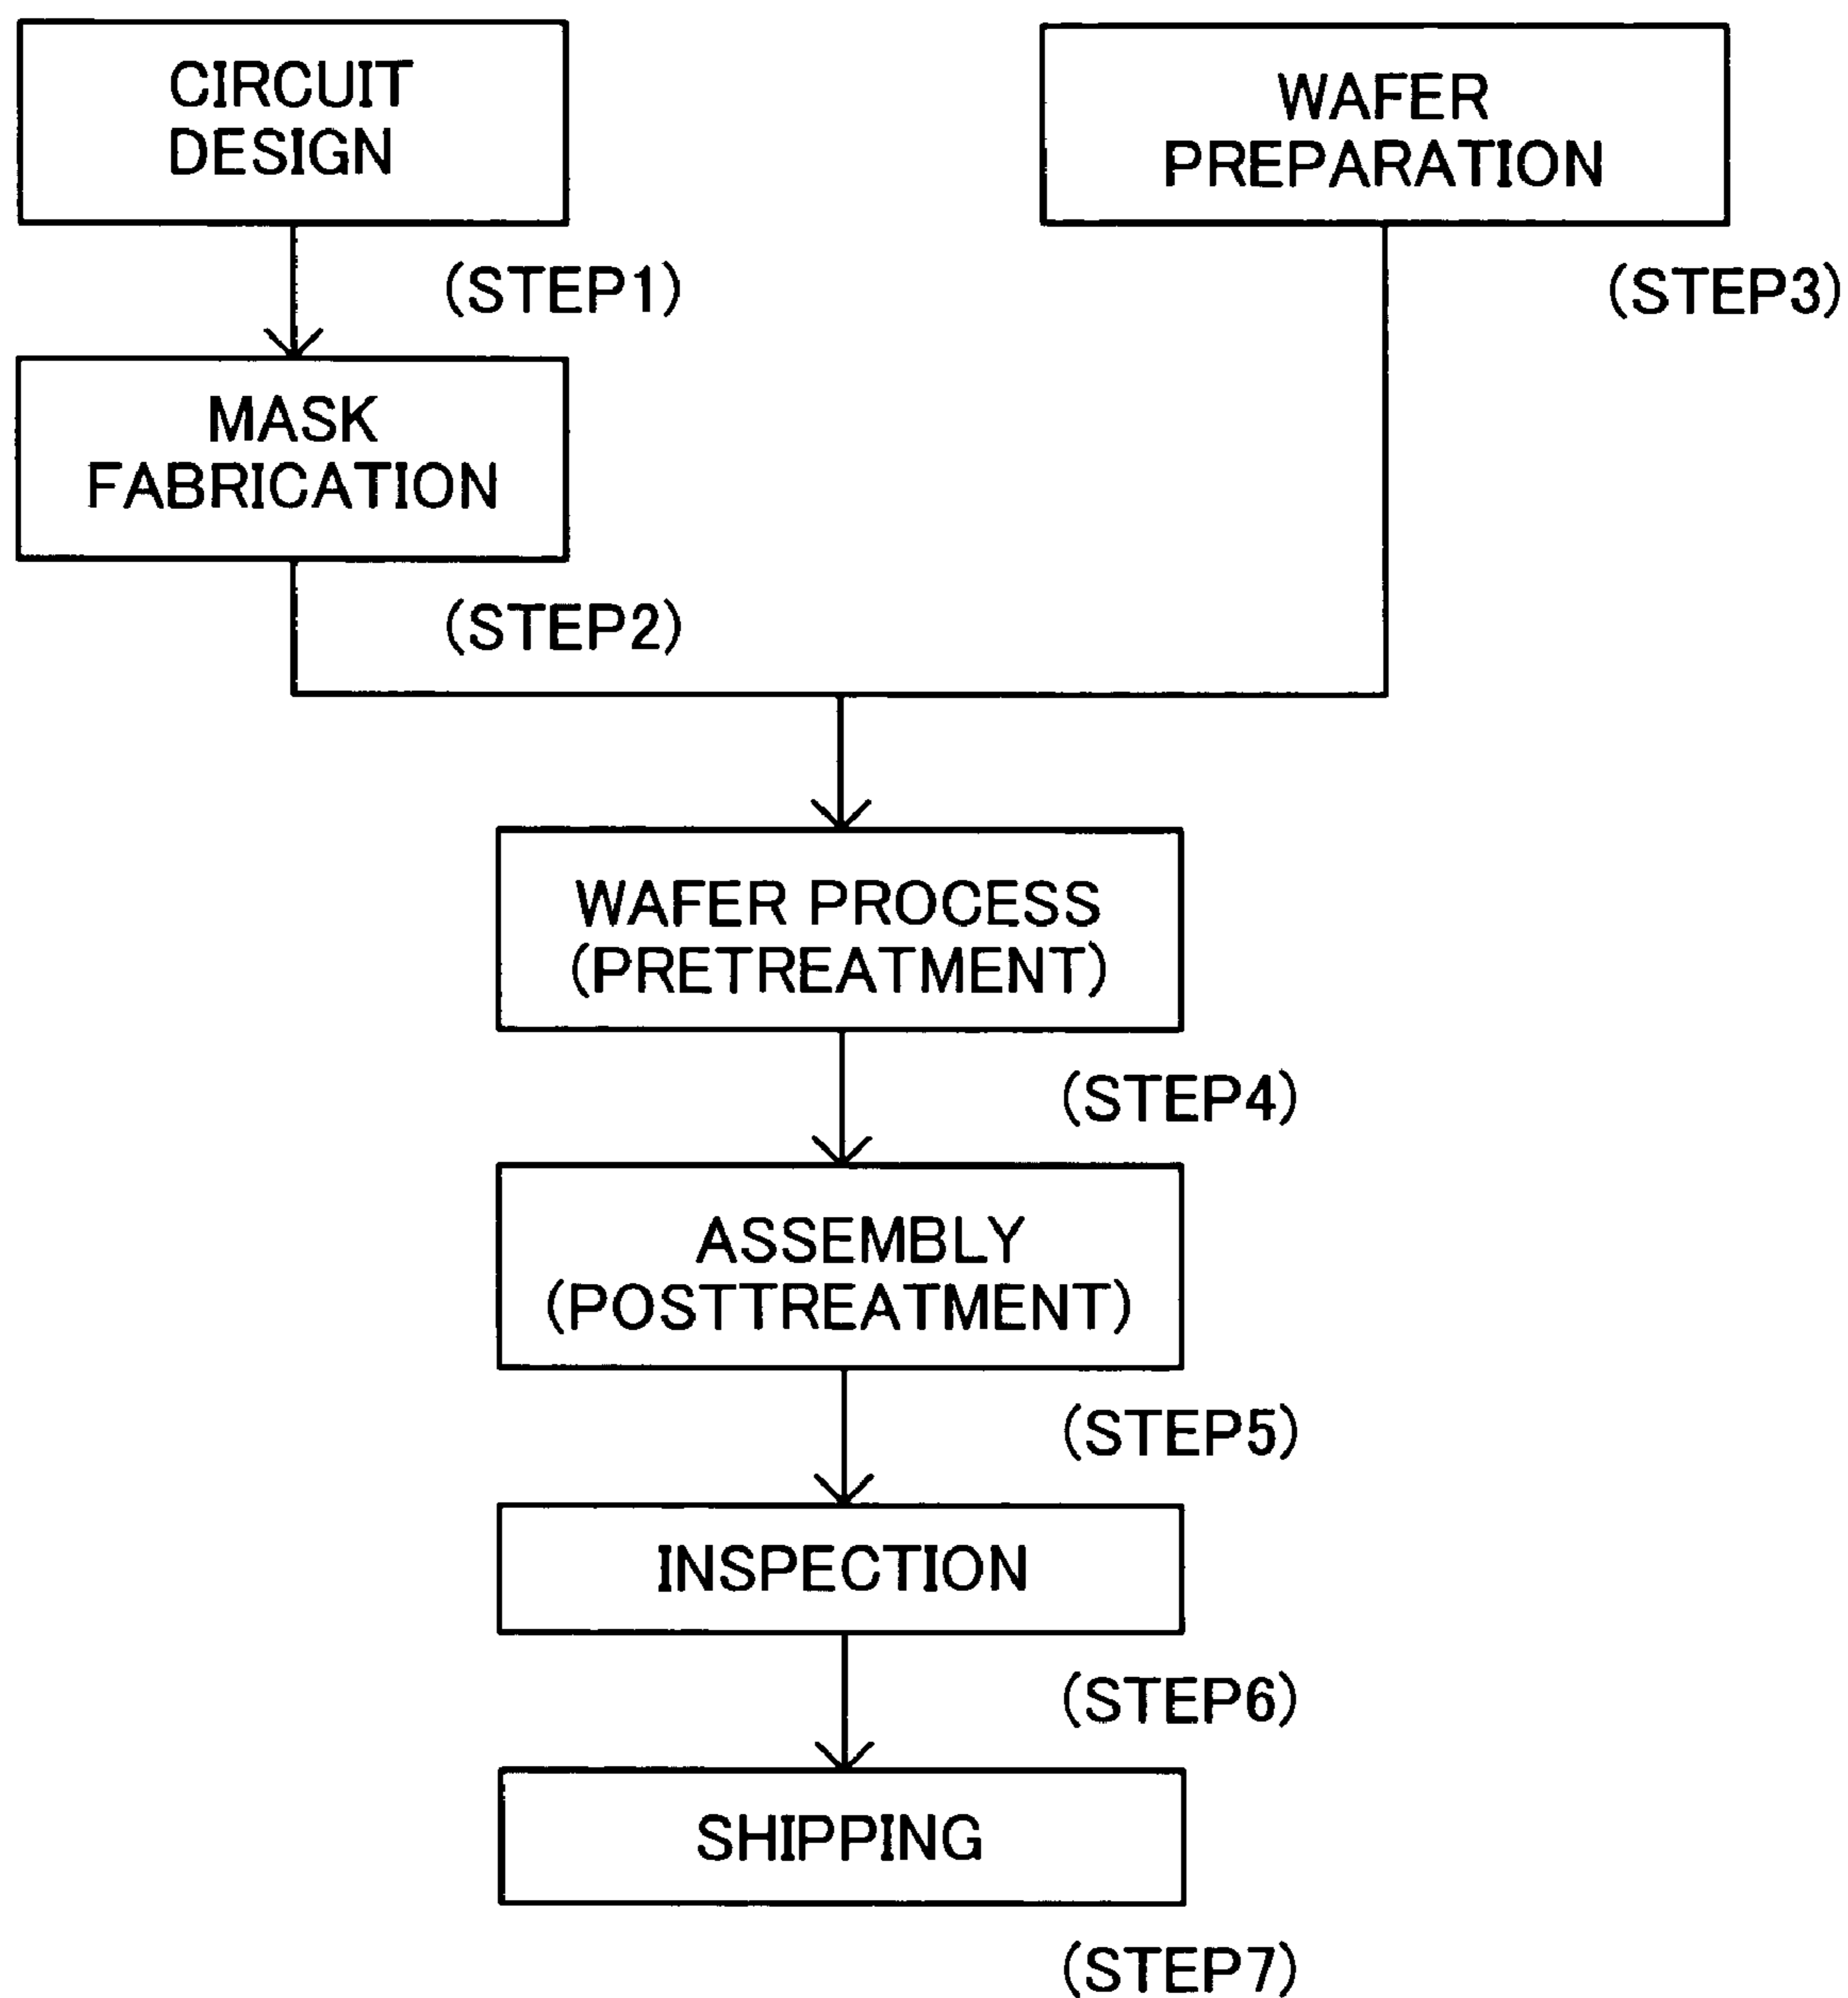 CIRCUIT
DESIGN
(STEP1)
MASK
FABRICATION
(STEP2)
WAFER
PREPARATION
(STEP3)
WAFER PROCESS
(PRETREATMENT)
(STEP4)
ASSEMBLY
(POSTTREATMENT)
(STEP5)
INSPECTION
(STEP6)
SHIPPING
(STEP7)